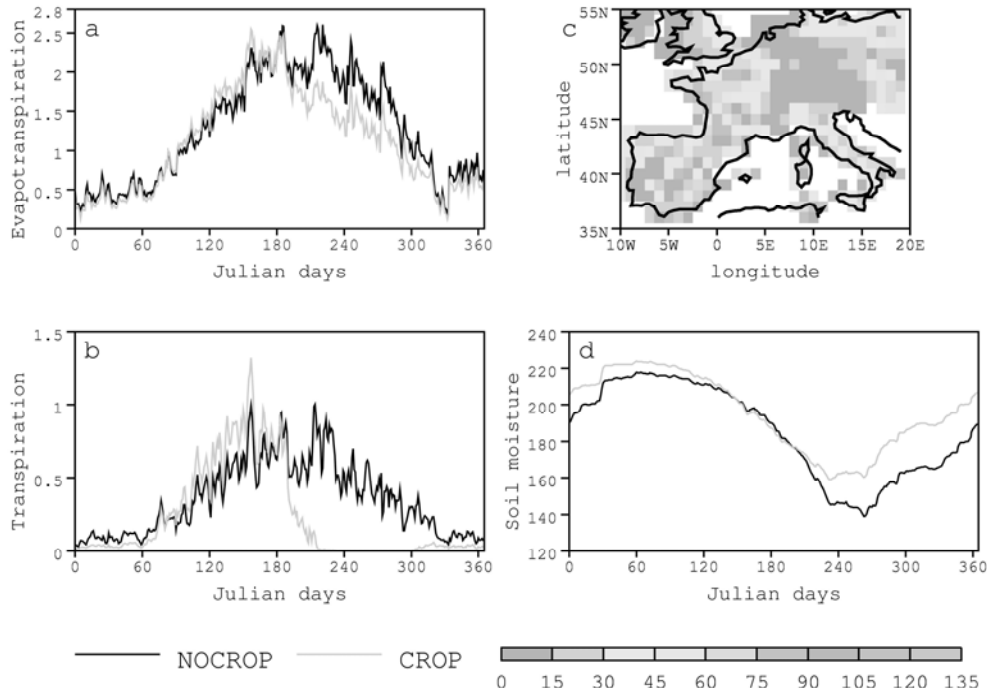 a
2.8
2.5
2
1.5
1
0.5
0
Evapotranspiration
0 60 120 180 240 300 360
Julian days
c
55N
50N
45N
40N
35N
latitude
10W 5W 0 5E 10E 15E 20E
longitude
b
1.5
1
0.5
0
Transpiration
0 60 120 180 240 300 360
Julian days
d
240
220
200
180
160
140
120
Soil moisture
0 60 120 180 240 300 360
Julian days
NOCROP CROP
0 15 30 45 60 75 90 105 120 135